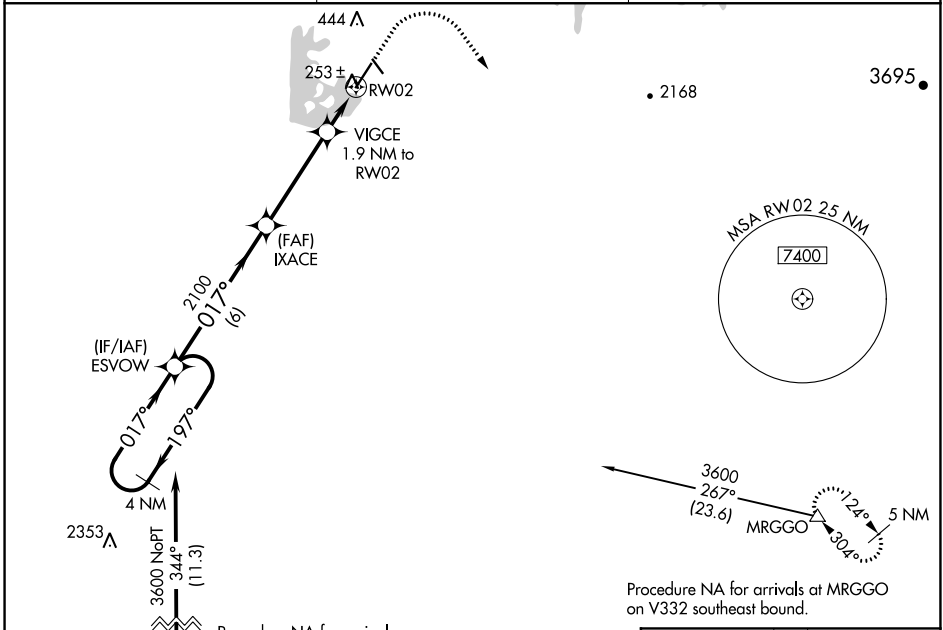 444
253 ±
RW02
2168
3695
VIGCE
1.9 NM to
RW02
MSA RW 02 25 NM
7400
(FAF)
IXACE
2100
017°
(6)
(IF/IAF)
ESVOW
017°
197°
4 NM
2353
3600 NoPT
344°
(11.3)
3600
267°
(23.6)
MRGGO
124°
304°
5 NM
Procedure NA for arrivals at MRGGO
on V332 southeast bound.